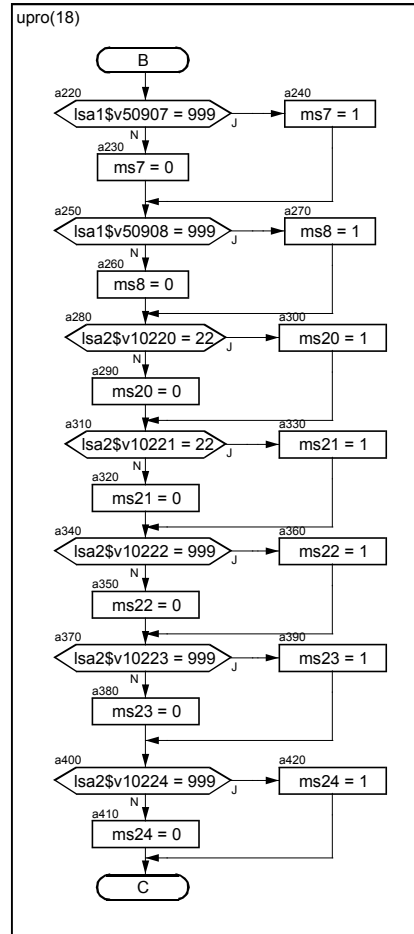 upro(18)
B
a220
lsa1$v50907 = 999
J
N
a240
ms7 = 1
a230
ms7 = 0
a250
lsa1$v50908 = 999
J
N
a270
ms8 = 1
a260
ms8 = 0
a280
lsa2$v10220 = 22
J
N
a300
ms20 = 1
a290
ms20 = 0
a310
lsa2$v10221 = 22
J
N
a330
ms21 = 1
a320
ms21 = 0
a340
lsa2$v10222 = 999
J
N
a360
ms22 = 1
a350
ms22 = 0
a370
lsa2$v10223 = 999
J
N
a390
ms23 = 1
a380
ms23 = 0
a400
lsa2$v10224 = 999
J
N
a420
ms24 = 1
a410
ms24 = 0
C